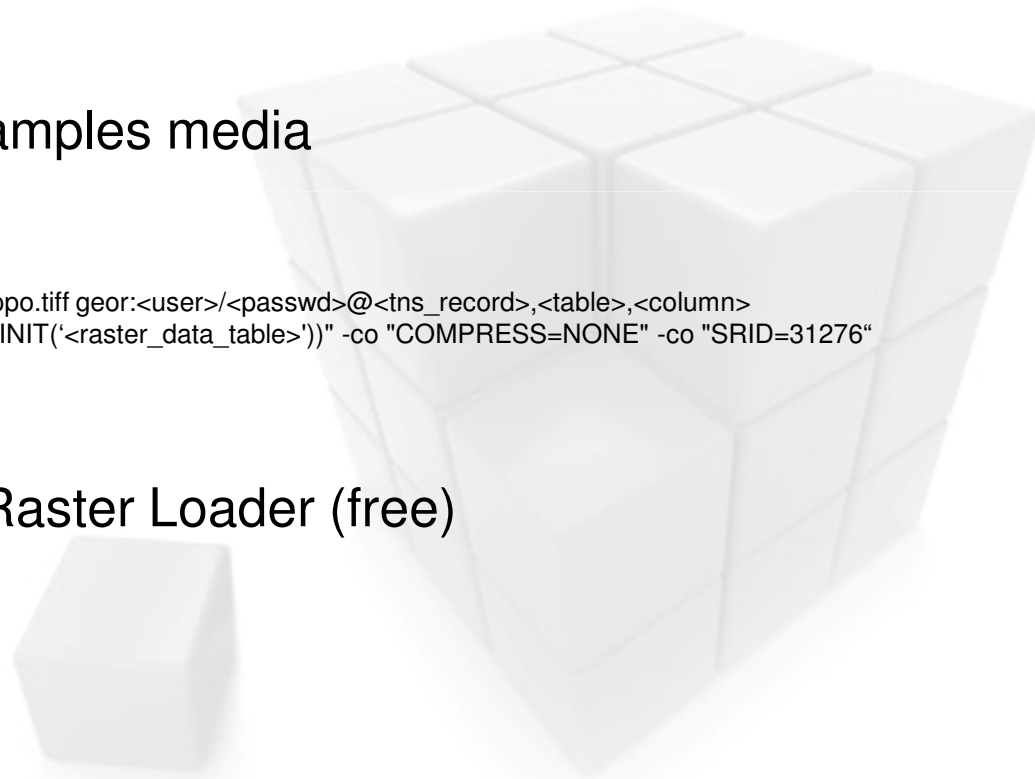 amples media
opo.tiff geor:<user>/<passwd>@<tns_record>,<table>,<column>
INIT(‘<raster_data_table>'))" -co "COMPRESS=NONE" -co "SRID=31276“
Raster Loader (free)